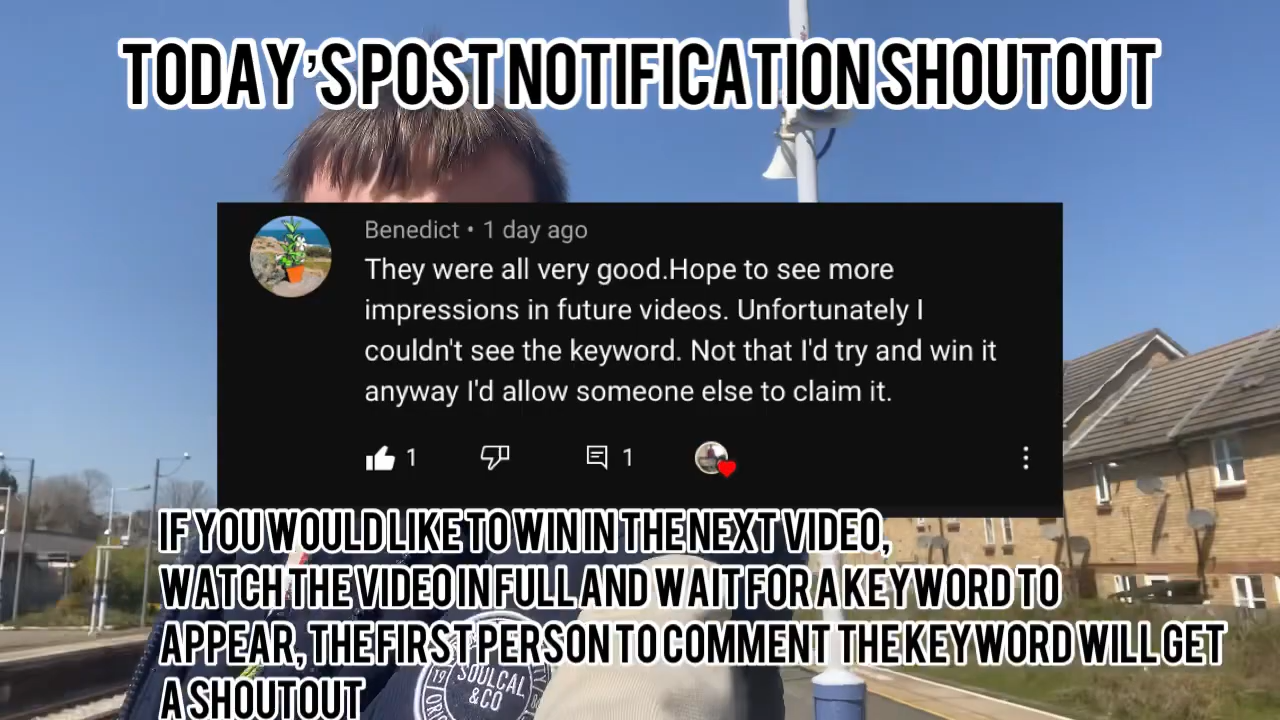 TODAY'S POST NOTIFICATION SHOUTOUT
Benedict • 1 day ago
They were all very good.Hope to see more
impressions in future videos. Unfortunately I
couldn't see the keyword. Not that I'd try and win it
anyway I'd allow someone else to claim it.
1
1
IF YOU WOULD LIKE TO WIN IN THE NEXT VIDEO,
WATCH THE VIDEO IN FULL AND WAIT FOR A KEYWORD TO
APPEAR, THE FIRST PERSON TO COMMENT THE KEYWORD WILL GET
A SHOUTOUT
19
SOULCAL
&CO